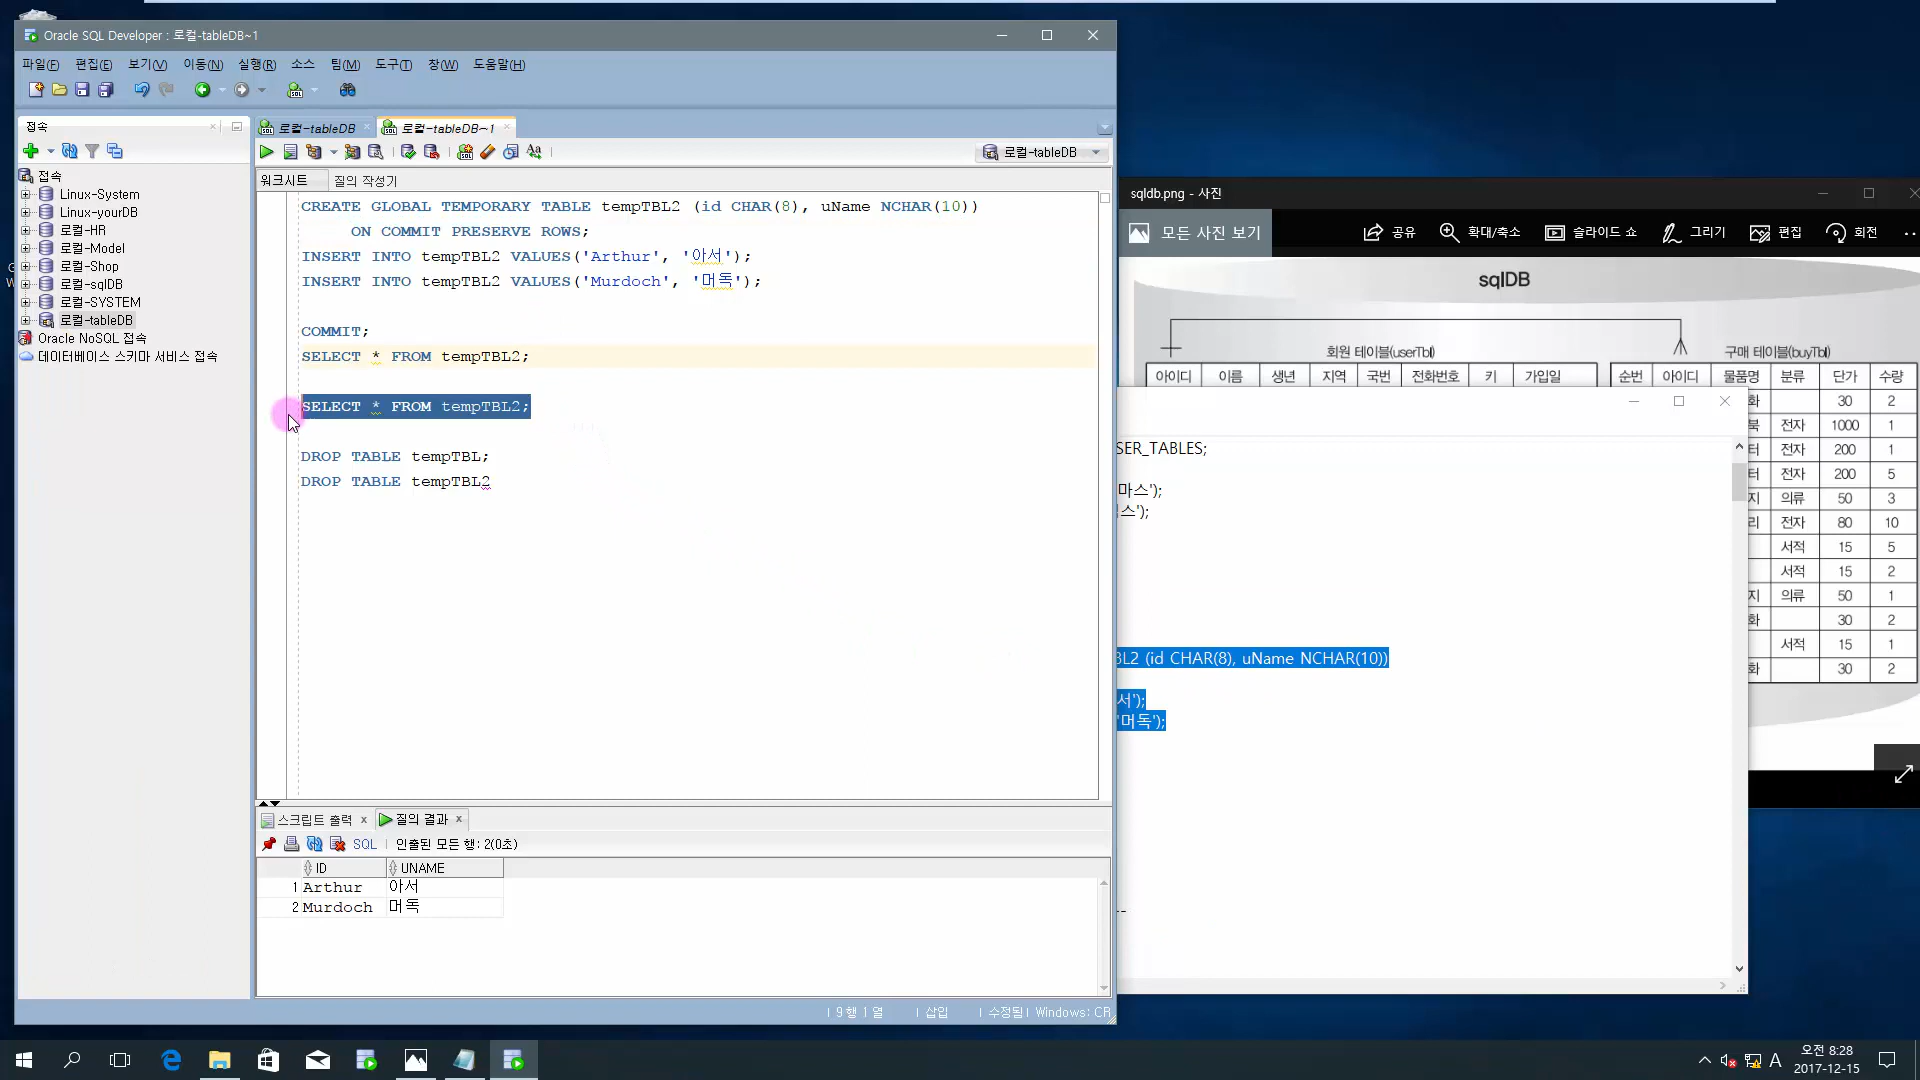 Oracle SQL Developer : 로컬-tableDB~1
파일(F) 편집(E) 보기(V) 이동(N) 실행(R) 소스 팀(M) 도구(T) 창(W) 도움말(H)
접속
로컬-tableDB
로컬-tableDB~1
로컬-tableDB
워크시트 질의 작성기
접속
Linux-System
Linux-yourDB
로컬-HR
로컬-Model
로컬-Shop
로컬-sqlDB
로컬-SYSTEM
로컬-tableDB
Oracle NoSQL 접속
데이터베이스 스키마 서비스 접속
CREATE GLOBAL TEMPORARY TABLE tempTBL2 (id CHAR(8), uName NCHAR(10))
ON COMMIT PRESERVE ROWS;
INSERT INTO tempTBL2 VALUES('Arthur', '아서');
INSERT INTO tempTBL2 VALUES('Murdoch', '머독');
COMMIT;
SELECT * FROM tempTBL2;
SELECT * FROM tempTBL2;
DROP TABLE tempTBL;
DROP TABLE tempTBL2
스크립트 출력 x 질의 결과 x
SQL 인출된 모든 행: 2(0초)
ID UNAME
1 Arthur 아서
2 Murdoch 머독
9행 1열 삽입 수정됨 Windows: CR
sqldb.png - 사진
모든 사진 보기 공유 확대/축소 슬라이드 쇼 그리기 편집 회전
sqlDB
회원 테이블(userTbl) 구매 테이블(buyTbl)
아이디 이름 생년 지역 국번 전화번호 키 가입일 순번 아이디 물품명 분류 단가 수량
화 30 2
북 전자 1000 1
터 전자 200 1
터 전자 200 5
지 의류 50 3
리 전자 80 10
서적 15 5
서적 15 2
지 의류 50 1
화 30 2
서적 15 1
화 30 2
SER_TABLES;
마스');
스');
BL2 (id CHAR(8), uName NCHAR(10))
서');
'머독');
--
A
오전 8:28
2017-12-15